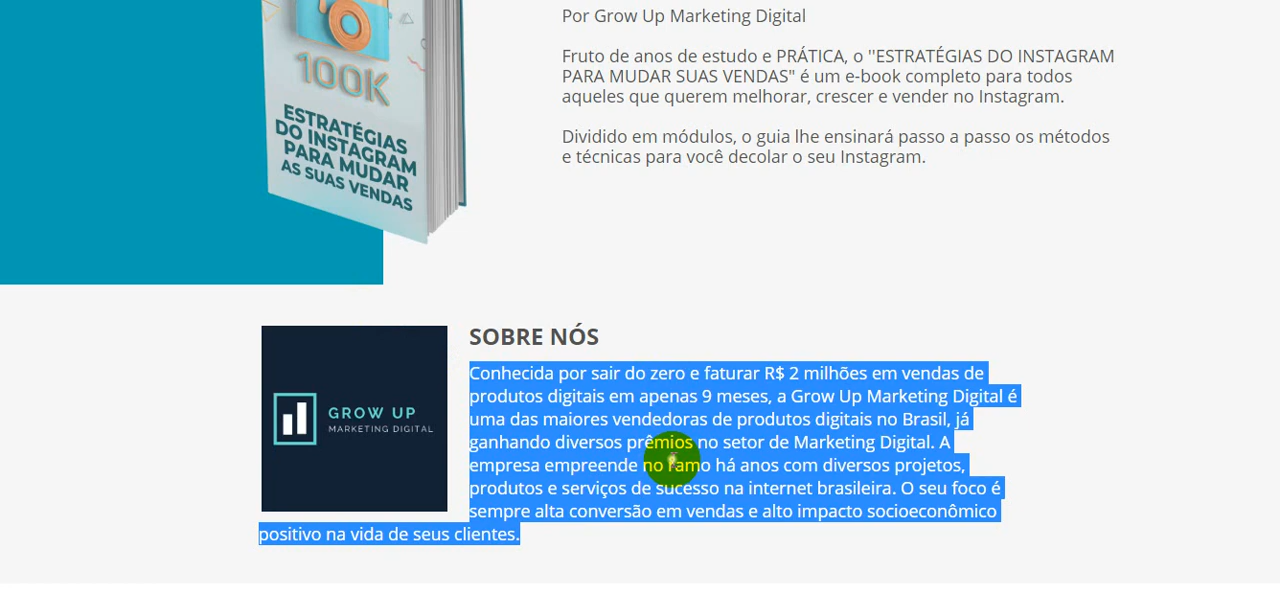 Por Grow Up Marketing Digital
Fruto de anos de estudo e PRÁTICA, o ''ESTRATÉGIAS DO INSTAGRAM
PARA MUDAR SUAS VENDAS" é um e-book completo para todos
aqueles que querem melhorar, crescer e vender no Instagram.
Dividido em módulos, o guia lhe ensinará passo a passo os métodos
e técnicas para você decolar o seu Instagram.
100K
ESTRATÉGIAS
DO INSTAGRAM
PARA MUDAR
AS SUAS VENDAS
GROW UP
MARKETING DIGITAL
SOBRE NÓS
Conhecida por sair do zero e faturar R$ 2 milhões em vendas de
produtos digitais em apenas 9 meses, a Grow Up Marketing Digital é
uma das maiores vendedoras de produtos digitais no Brasil, já
ganhando diversos prêmios no setor de Marketing Digital. A
empresa empreende no ramo há anos com diversos projetos,
produtos e serviços de sucesso na internet brasileira. O seu foco é
sempre alta conversão em vendas e alto impacto socioeconômico
positivo na vida de seus clientes.